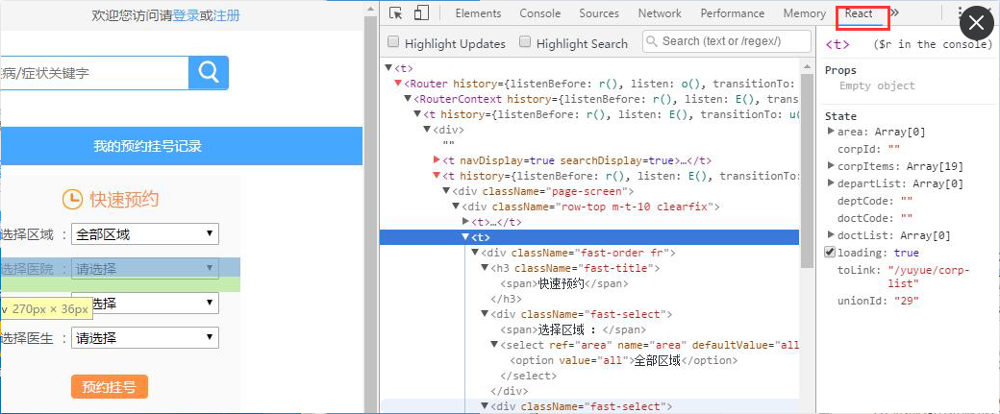 欢迎您访问请登录或注册
病/症状关键字
我的预约挂号记录
快速预约
选择区域 : 全部区域
选择医院 : 请选择
v 270px × 36px
请选择
选择医生 : 请选择
预约挂号
Elements Console Sources Network Performance Memory React »
Highlight Updates Highlight Search Search (text or /regex/)
<t>
<Router history={listenBefore: r(), listen: o(), transitionTo:
<RouterContext history={listenBefore: r(), listen: E(), trans
<t history={listenBefore: r(), listen: E(), transitionTo: u(
<div>
""
<t navDisplay=true searchDisplay=true>…</t>
<t history={listenBefore: r(), listen: E(), transitionTo:
<div className="page-screen">
<div className="row-top m-t-10 clearfix">
<t>…</t>
<t>
<div className="fast-order fr">
<h3 className="fast-title">
<span>快速预约</span>
</h3>
<div className="fast-select">
<span>选择区域 : </span>
<select ref="area" name="area" defaultValue="all
<option value="all">全部区域</option>
</select>
</div>
<div className="fast-select">
<t> ($r in the console)
Props
Empty object
State
area: Array[0]
corpId: ""
corpItems: Array[19]
departList: Array[0]
deptCode: ""
doctCode: ""
doctList: Array[0]
loading: true
toLink: "/yuyue/corp-
list"
unionId: "29"